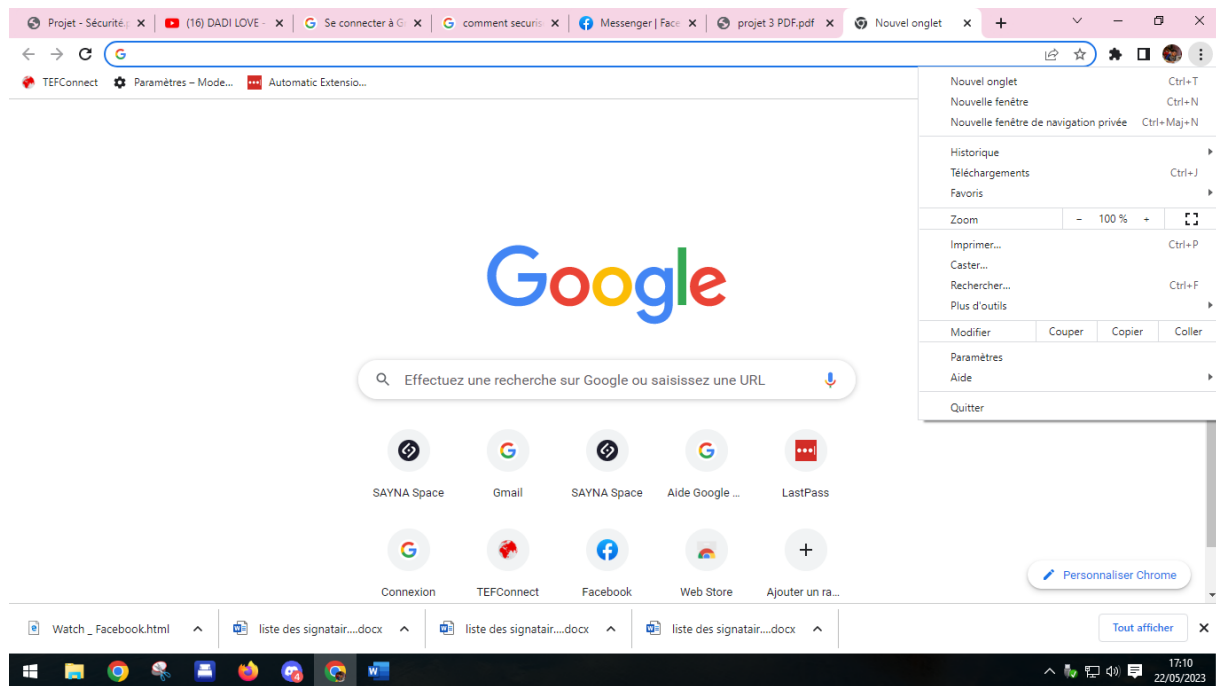 Projet - Sécurité.p
(16) DADI LOVE -
Se connecter à G
comment securis
Messenger | Face
projet 3 PDF.pdf
Nouvel onglet
TEFConnect
Paramètres – Mode...
Automatic Extensio...
Nouvel onglet Ctrl+T
Nouvelle fenêtre Ctrl+N
Nouvelle fenêtre de navigation privée Ctrl+Maj+N
Historique
Téléchargements Ctrl+J
Favoris
Zoom - 100 % +
Imprimer... Ctrl+P
Caster...
Rechercher... Ctrl+F
Plus d'outils
Modifier Couper Copier Coller
Paramètres
Aide
Quitter
Google
Effectuez une recherche sur Google ou saisissez une URL
SAYNA Space
Gmail
SAYNA Space
Aide Google ...
LastPass
Connexion
TEFConnect
Facebook
Web Store
Ajouter un ra...
Personnaliser Chrome
Watch _ Facebook.html
liste des signatair....docx
liste des signatair....docx
liste des signatair....docx
Tout afficher
17:10
22/05/2023